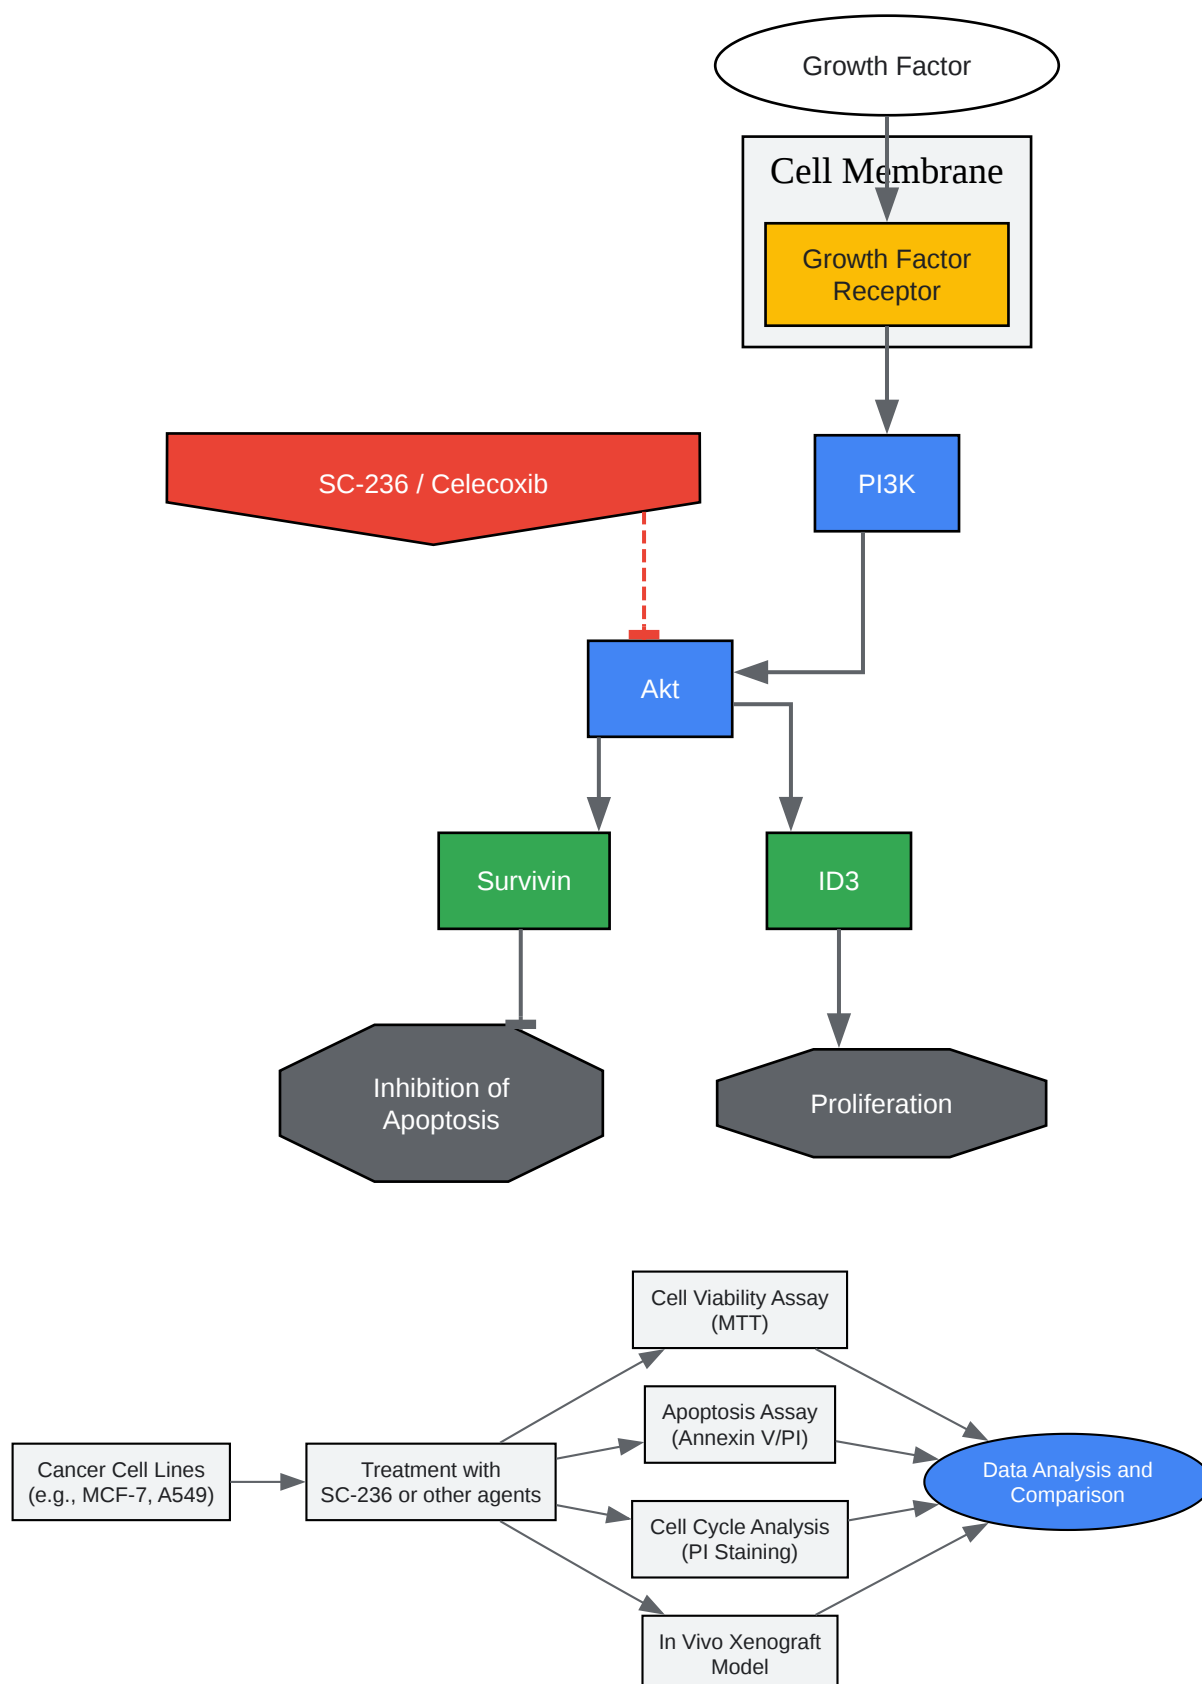 Growth Factor
Cell Membrane
Growth Factor
Receptor
SC-236 / Celecoxib
PI3K
Akt
Survivin
ID3
Inhibition of
Apoptosis
Proliferation
Cell Viability Assay
(MTT)
Apoptosis Assay
(Annexin V/PI)
Cancer Cell Lines
(e.g., MCF-7, A549)
Treatment with
SC-236 or other agents
Data Analysis and
Comparison
Cell Cycle Analysis
(PI Staining)
In Vivo Xenograft
Model